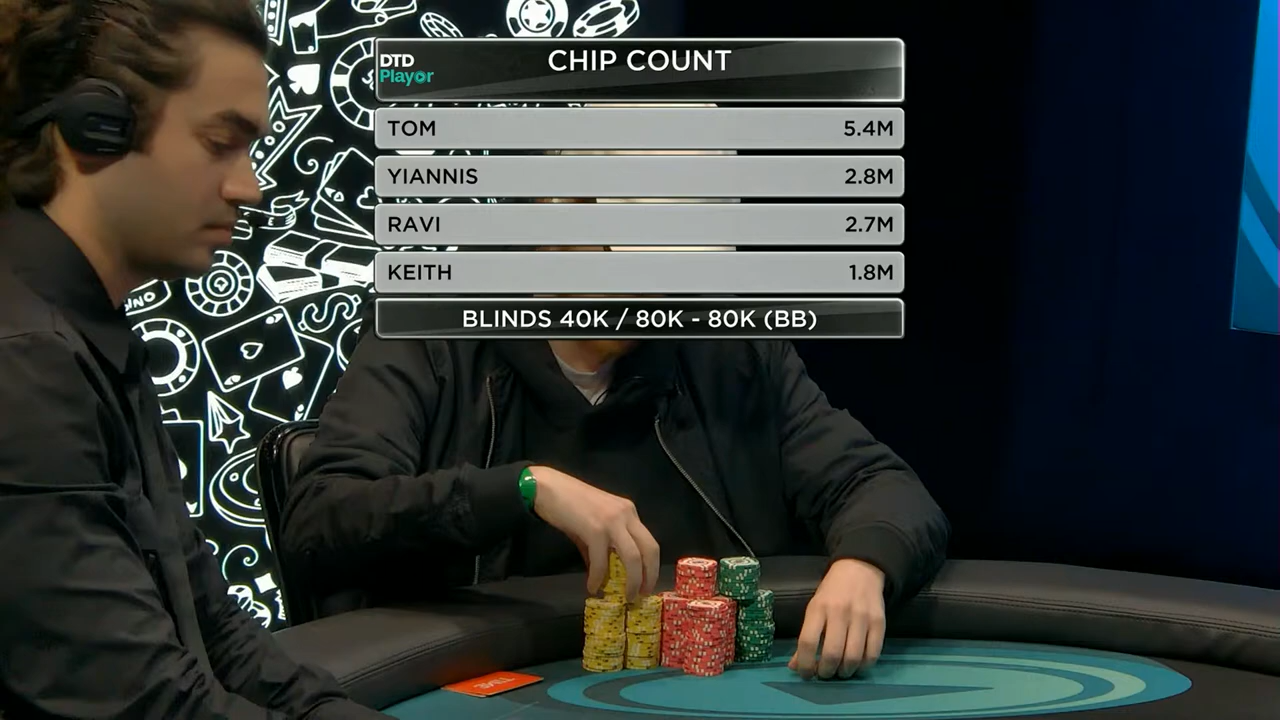 DTD
Player
CHIP COUNT
TOM 5.4M
YIANNIS 2.8M
RAVI 2.7M
KEITH 1.8M
BLINDS 40K / 80K - 80K (BB)
TIME